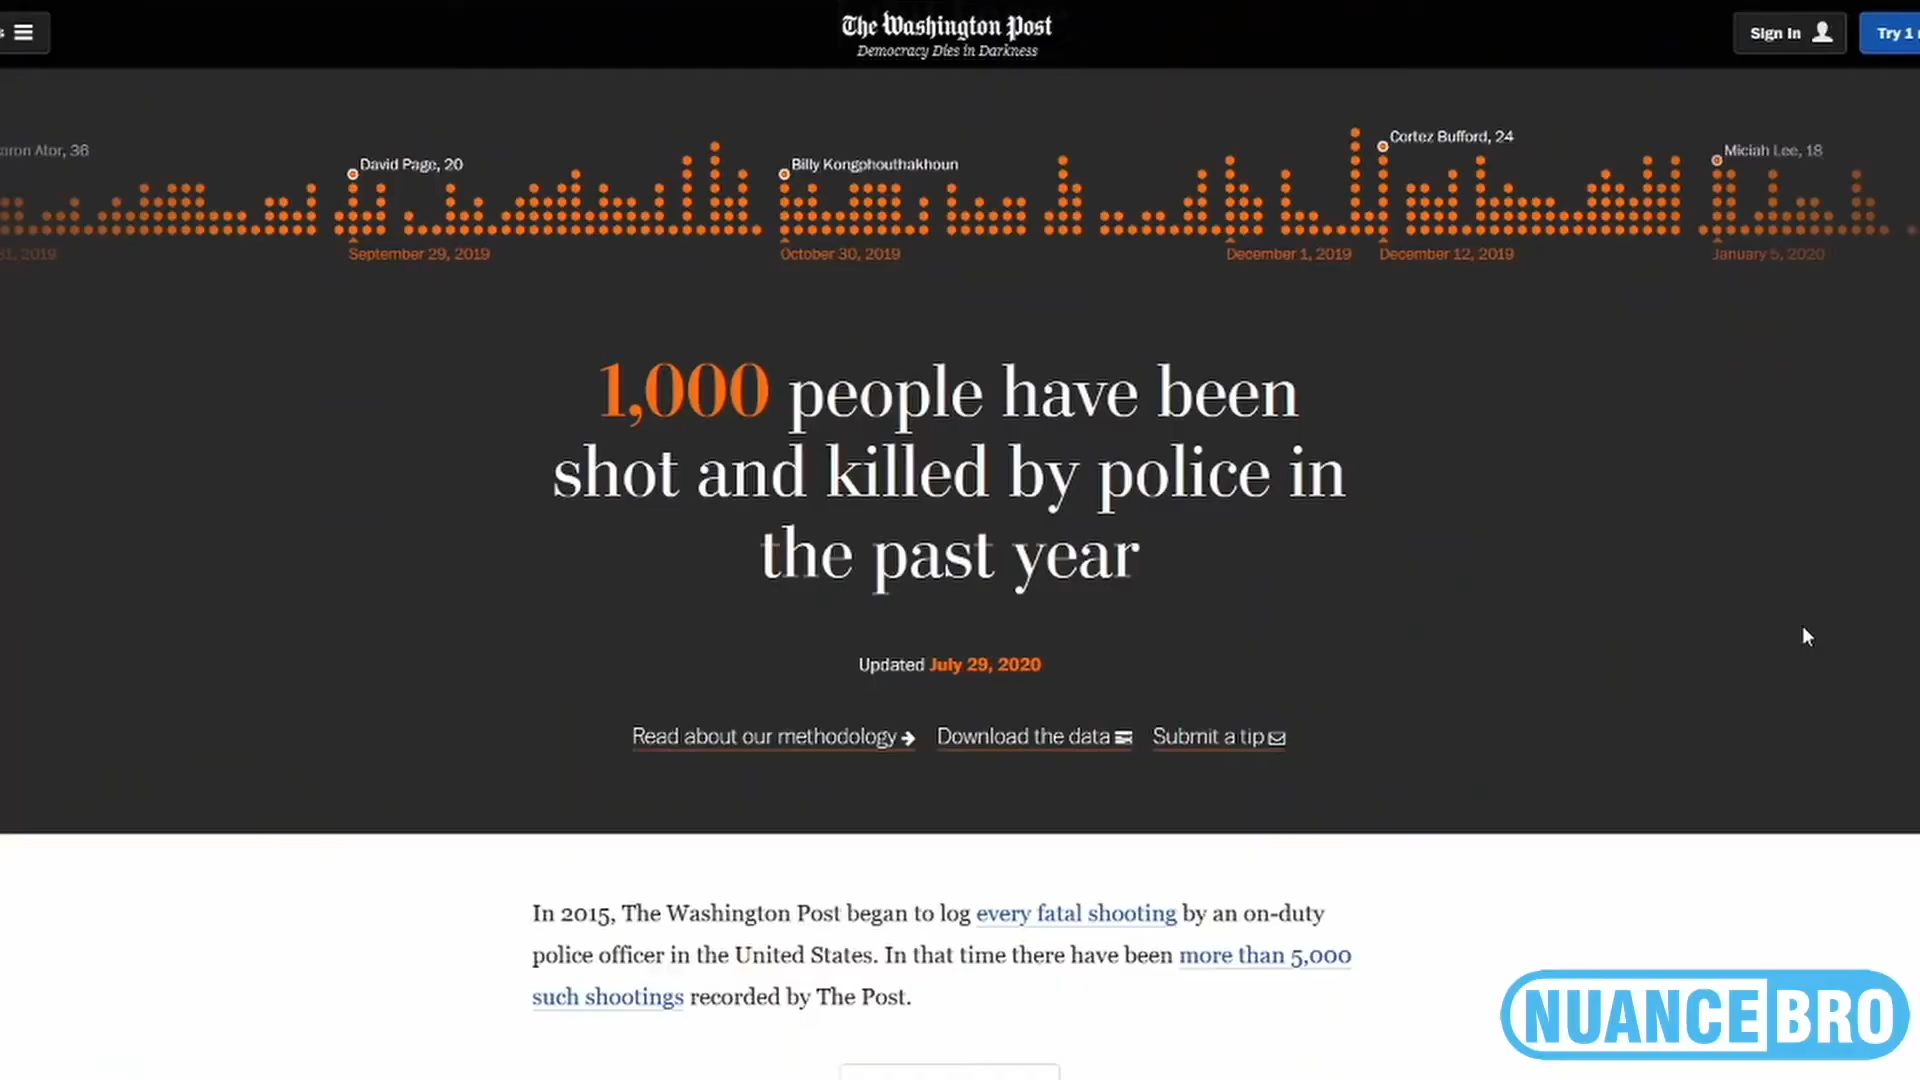 The Washington Post
Democracy Dies in Darkness
Sign In
Try 1
Ator, 36
David Page, 20
Billy Kongphouthakhoun
Cortez Bufford, 24
Miciah Lee, 18
2019
September 29, 2019
October 30, 2019
December 1, 2019
December 12, 2019
January 5, 2020
1,000 people have been
shot and killed by police in
the past year
Updated July 29, 2020
Read about our methodology
Download the data
Submit a tip
In 2015, The Washington Post began to log every fatal shooting by an on-duty
police officer in the United States. In that time there have been more than 5,000
such shootings recorded by The Post.
NUANCE BRO